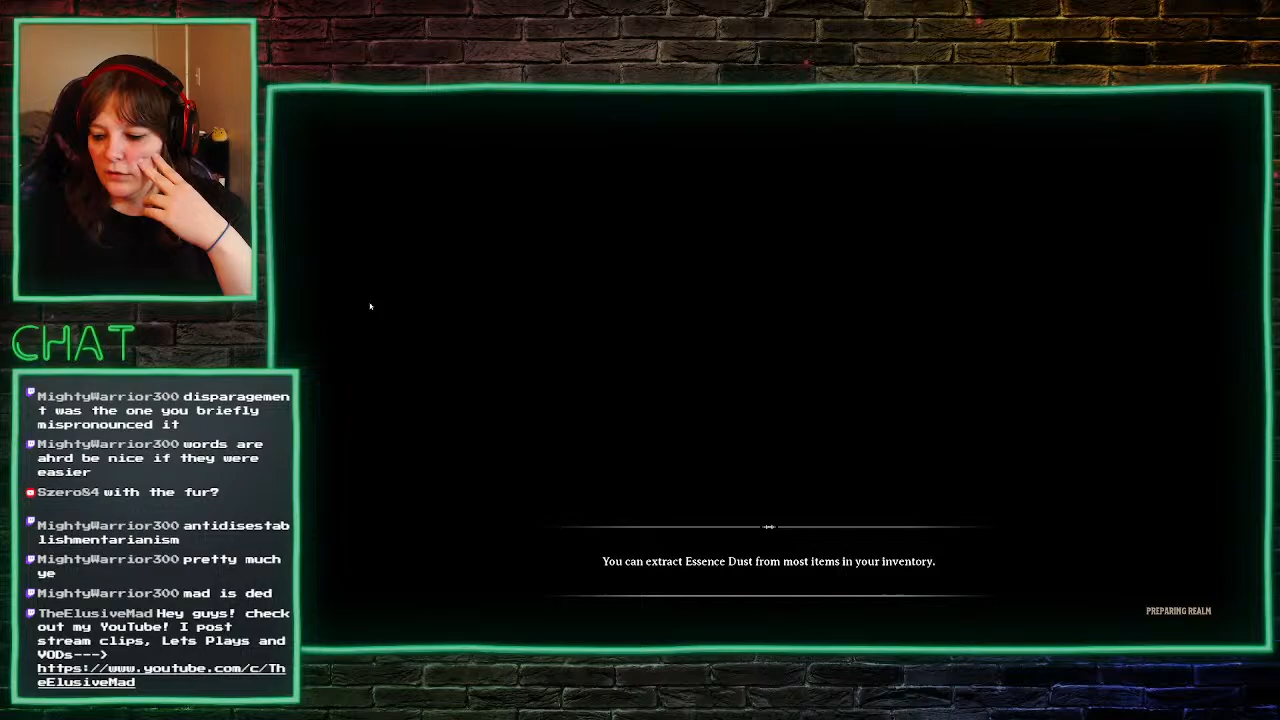 CHAT
MightyWarrior300 disparagemen
t was the one you briefly
mispronounced it
MightyWarrior300 words are
ahrd be nice if they were
easier
Szero84 with the fur?
MightyWarrior300 antidisestab
lishmentarianism
MightyWarrior300 pretty much
ye
MightyWarrior300 mad is ded
TheElusiveMad Hey guys! check
out my YouTube! I post
stream clips, Lets Plays and
VODs--->
https://www.youtube.com/c/Th
eElusiveMad
You can extract Essence Dust from most items in your inventory.
PREPARING REALM